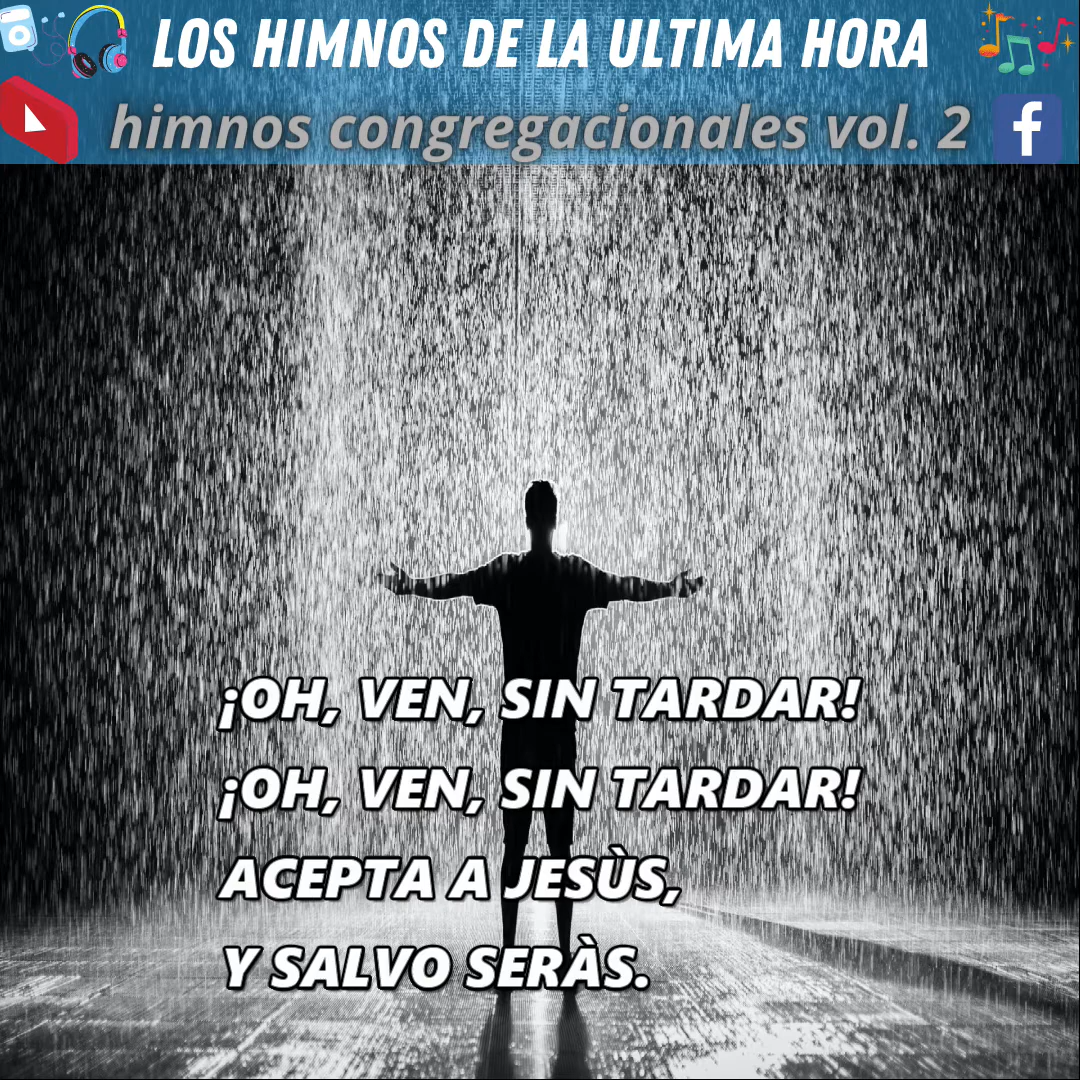 LOS HIMNOS DE LA ULTIMA HORA
himnos congregacionales vol. 2
¡OH, VEN, SIN TARDAR!
¡OH, VEN, SIN TARDAR!
ACEPTA A JESÙS,
Y SALVO SERÀS.